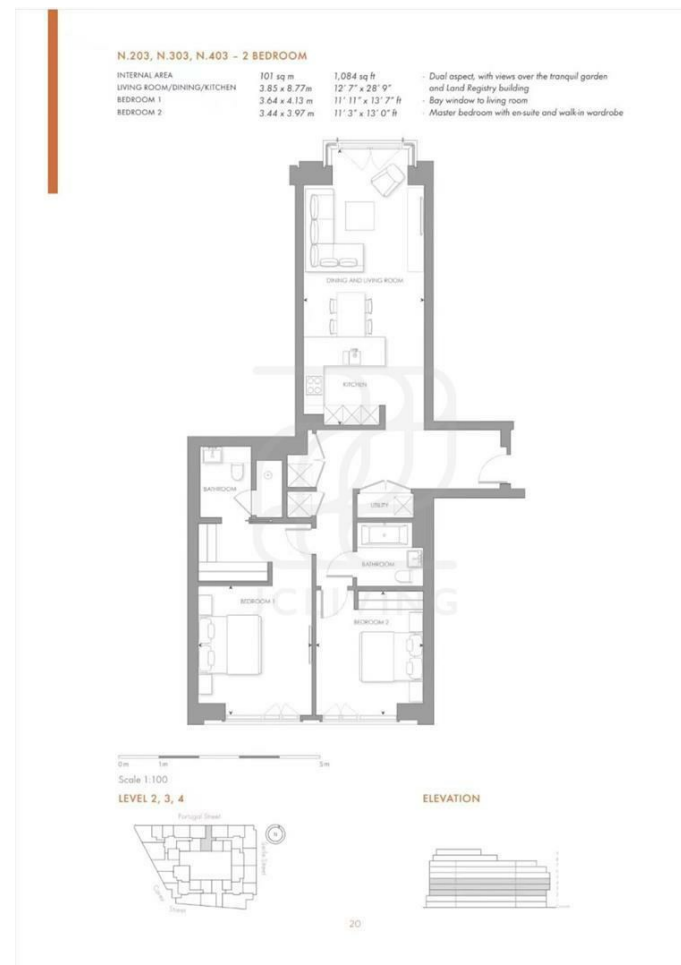 N.203, N.303, N.403 – 2 BEDROOM
INTERNAL AREA 101 sq m 1,084 sq ft
LIVING ROOM/DINING/KITCHEN 3.85 x 8.77m 12' 7" x 28' 9"
BEDROOM 1 3.64 x 4.13 m 11' 11" x 13' 7" ft
BEDROOM 2 3.44 x 3.97 m 11' 3" x 13' 0" ft
- Dual aspect, with views over the tranquil garden
and Land Registry building
- Bay window to living room
- Master bedroom with en-suite and walk-in wardrobe
DINING AND LIVING ROOM
KITCHEN
BATHROOM
UTILITY
BATHROOM
BEDROOM 1
BEDROOM 2
LIVING
0m 1m 5m
Scale 1:100
LEVEL 2, 3, 4
ELEVATION
Portugal Street
N
Carey
Street
20